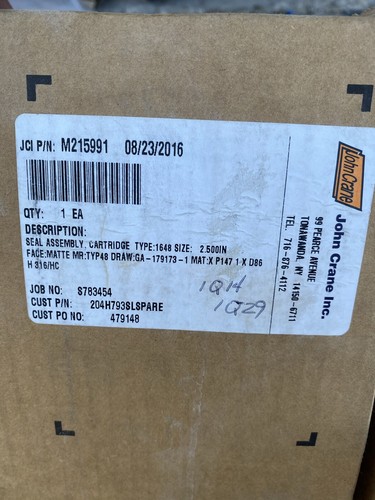 JCI P/N: M215991 08/23/2016
QTY: 1 EA
DESCRIPTION:
SEAL ASSEMBLY, CARTRIDGE TYPE:1648 SIZE: 2.500IN
FACE:MATTE MR:TYP48 DRAW:GA-179173-1 MAT:X P147 1 X D86
H 316/HC
JOB NO: S783454
CUST P/N: 204H793SLSPARE
CUST PO NO: 479148
1Q14
1Q29
John Crane
John Crane Inc.
99 PEARCE AVENUE
TONAWANDA, NY 14150-6711
TEL. 716-876-4112